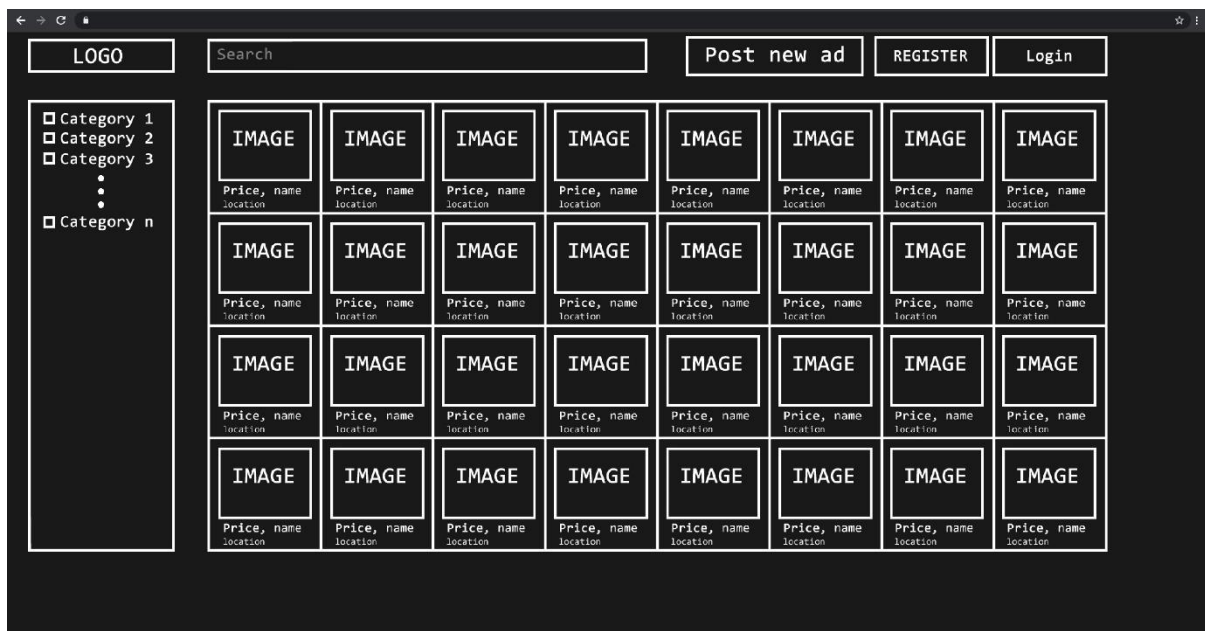 LOGO
Search
Post new ad
REGISTER
Login
Category 1
Category 2
Category 3
Category n
IMAGE IMAGE IMAGE IMAGE IMAGE IMAGE IMAGE IMAGE
Price, name Price, name Price, name Price, name Price, name Price, name Price, name Price, name
location location location location location location location location
IMAGE IMAGE IMAGE IMAGE IMAGE IMAGE IMAGE IMAGE
Price, name Price, name Price, name Price, name Price, name Price, name Price, name Price, name
location location location location location location location location
IMAGE IMAGE IMAGE IMAGE IMAGE IMAGE IMAGE IMAGE
Price, name Price, name Price, name Price, name Price, name Price, name Price, name Price, name
location location location location location location location location
IMAGE IMAGE IMAGE IMAGE IMAGE IMAGE IMAGE IMAGE
Price, name Price, name Price, name Price, name Price, name Price, name Price, name Price, name
location location location location location location location location